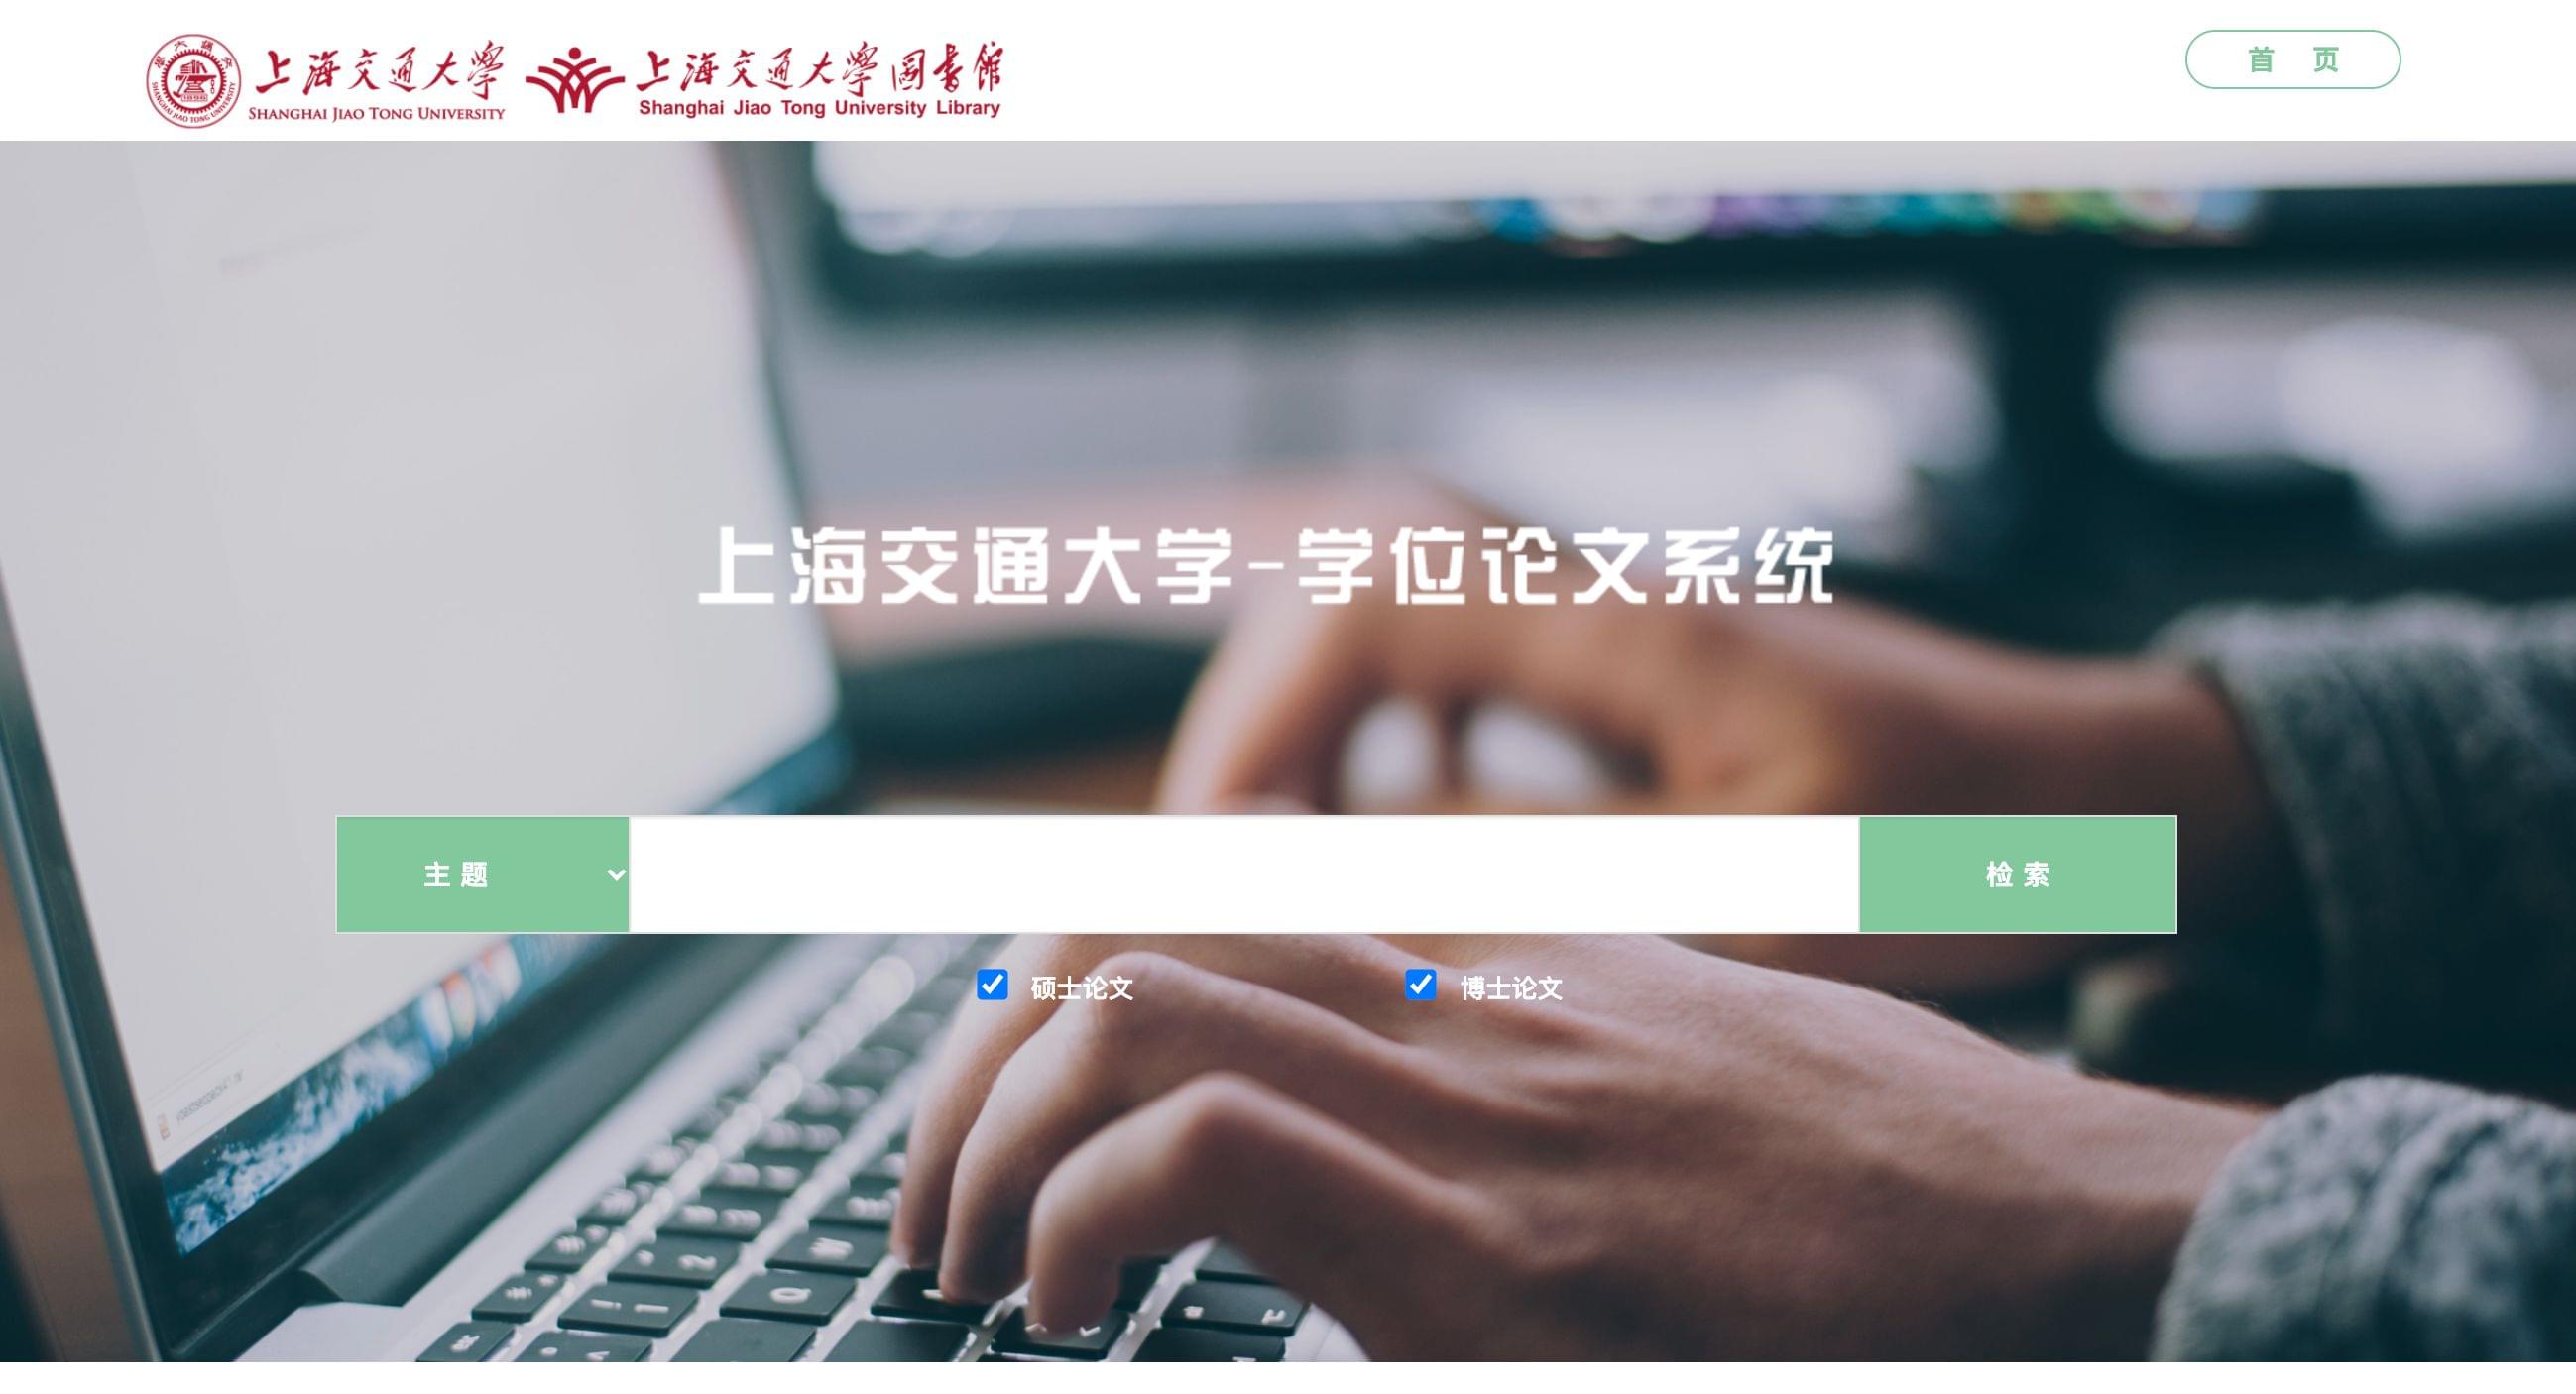 上海交通大學
SHANGHAI JIAO TONG UNIVERSITY
上海交通大學圖書館
Shanghai Jiao Tong University Library
首 页
上海交通大学-学位论文系统
主 题
检 索
硕士论文
博士论文